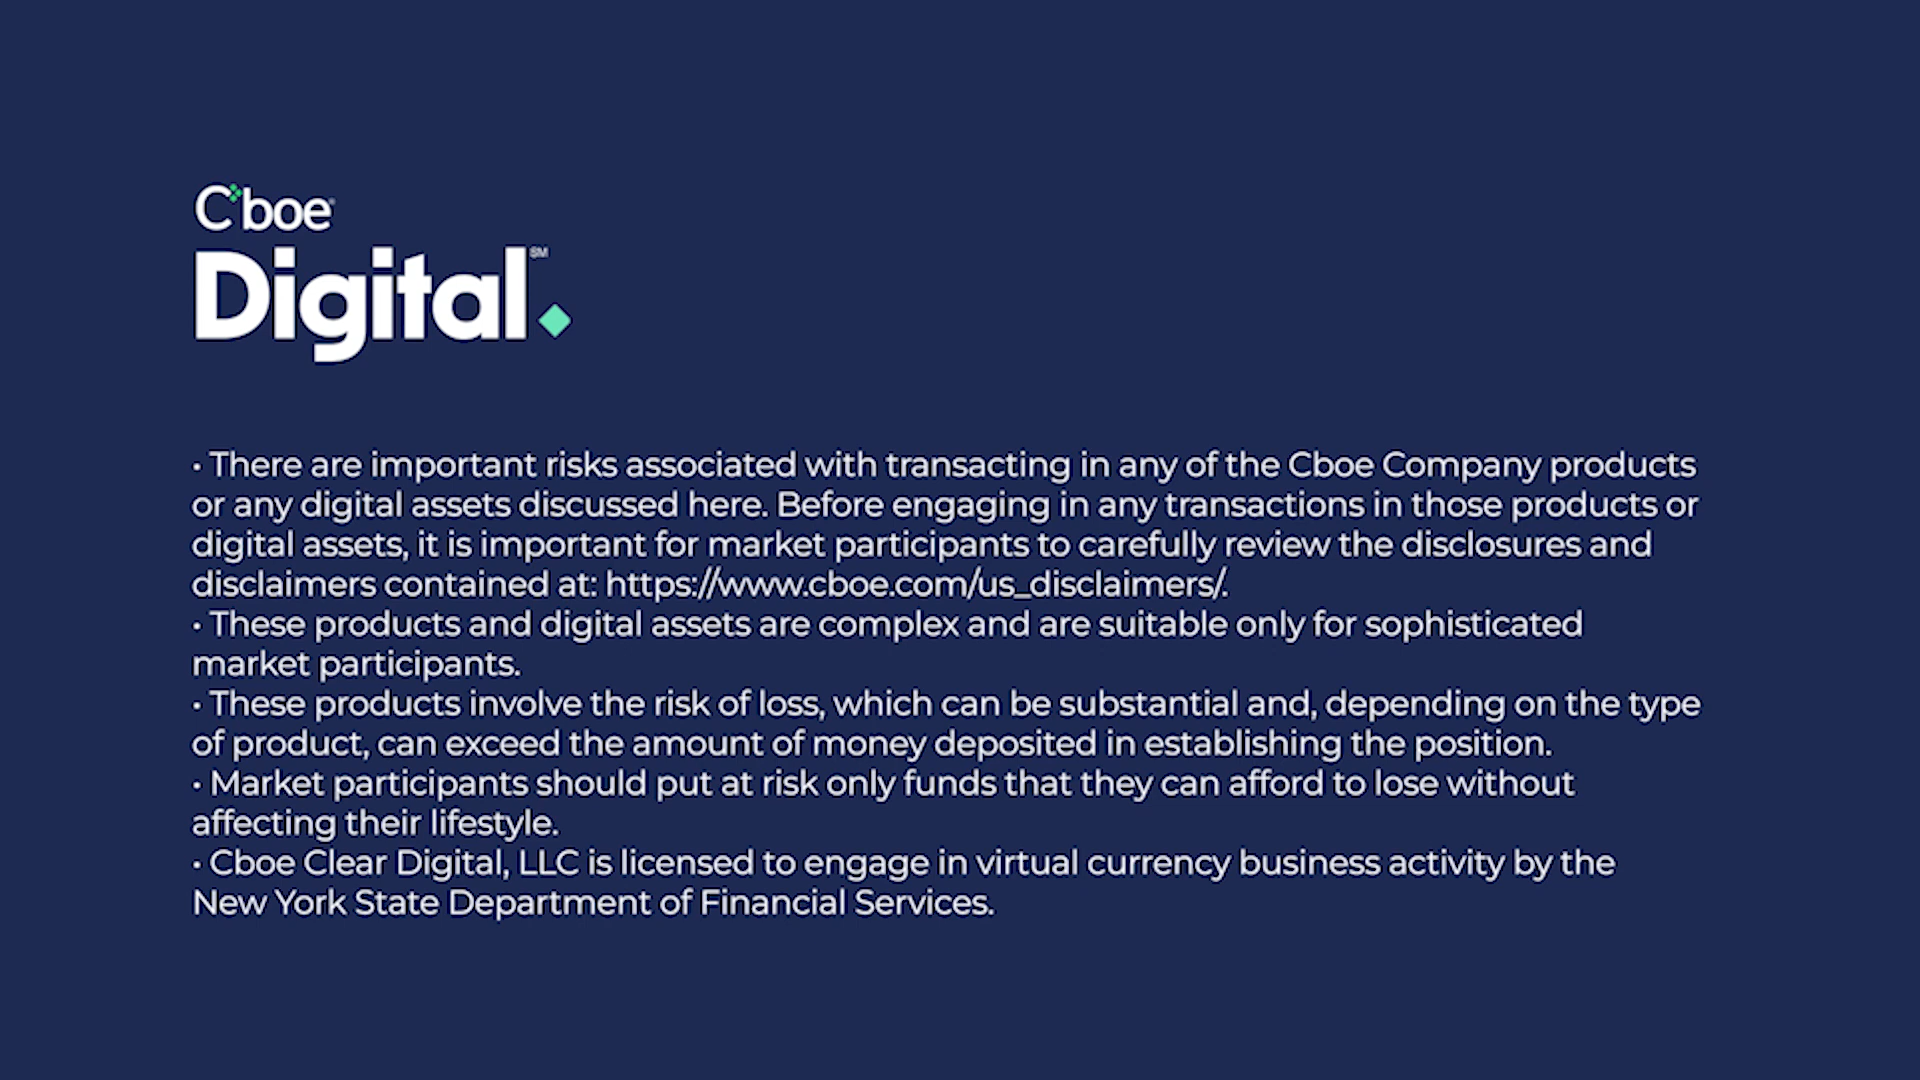 Cboe®
Digital℠
• There are important risks associated with transacting in any of the Cboe Company products
or any digital assets discussed here. Before engaging in any transactions in those products or
digital assets, it is important for market participants to carefully review the disclosures and
disclaimers contained at: https://www.cboe.com/us_disclaimers/.
• These products and digital assets are complex and are suitable only for sophisticated
market participants.
• These products involve the risk of loss, which can be substantial and, depending on the type
of product, can exceed the amount of money deposited in establishing the position.
• Market participants should put at risk only funds that they can afford to lose without
affecting their lifestyle.
• Cboe Clear Digital, LLC is licensed to engage in virtual currency business activity by the
New York State Department of Financial Services.